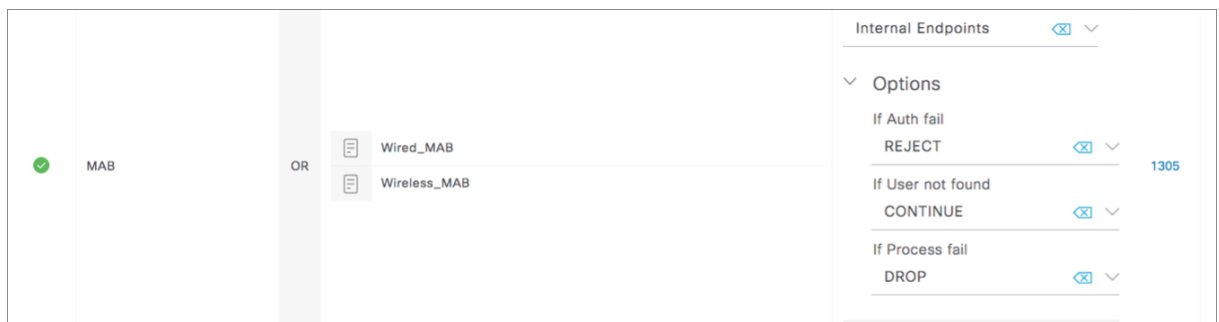 Internal Endpoints
Options
If Auth fail
REJECT
Wired_MAB
MAB
OR
1305
Wireless_MAB
If User not found
CONTINUE
If Process fail
DROP